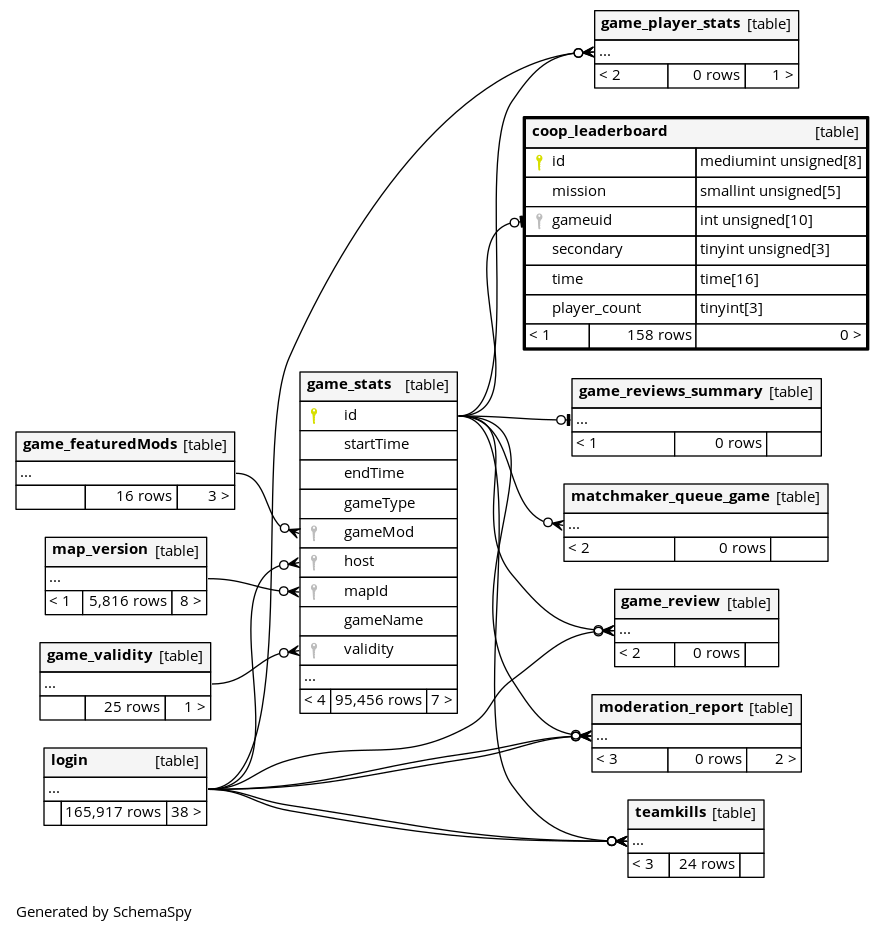 game_player_stats [table]
...
< 2 0 rows 1 >
coop_leaderboard [table]
id mediumint unsigned[8]
mission smallint unsigned[5]
gameuid int unsigned[10]
secondary tinyint unsigned[3]
time time[16]
player_count tinyint[3]
< 1 158 rows 0 >
game_stats [table]
id
startTime
endTime
gameType
gameMod
host
mapId
gameName
validity
...
< 4 95,456 rows 7 >
game_reviews_summary [table]
...
< 1 0 rows
game_featuredMods [table]
...
16 rows 3 >
matchmaker_queue_game [table]
...
< 2 0 rows
map_version [table]
...
< 1 5,816 rows 8 >
game_review [table]
...
< 2 0 rows
game_validity [table]
...
25 rows 1 >
moderation_report [table]
...
< 3 0 rows 2 >
login [table]
...
165,917 rows 38 >
teamkills [table]
...
< 3 24 rows
Generated by SchemaSpy